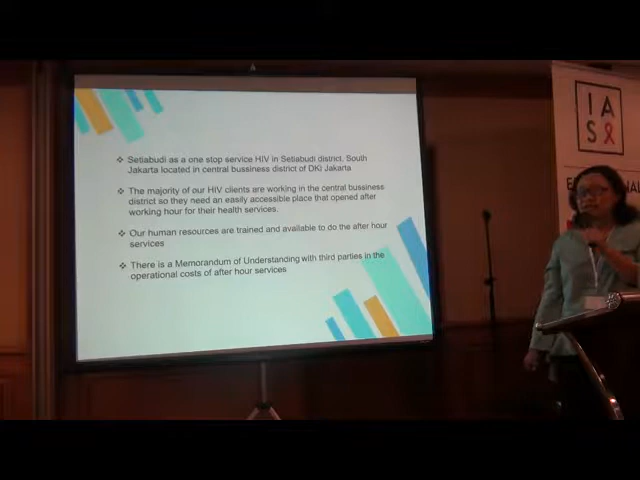 Setiabudi as a one stop service HIV in Setiabudi district, South
Jakarta located in central bussiness district of DKI Jakarta
The majority of our HIV clients are working in the central bussiness
district so they need an easily accessible place that opened after
working hour for their health services.
Our human resources are trained and available to do the after hour
services
There is a Memorandum of Understanding with third parties in the
operational costs of after hour services
IA
S